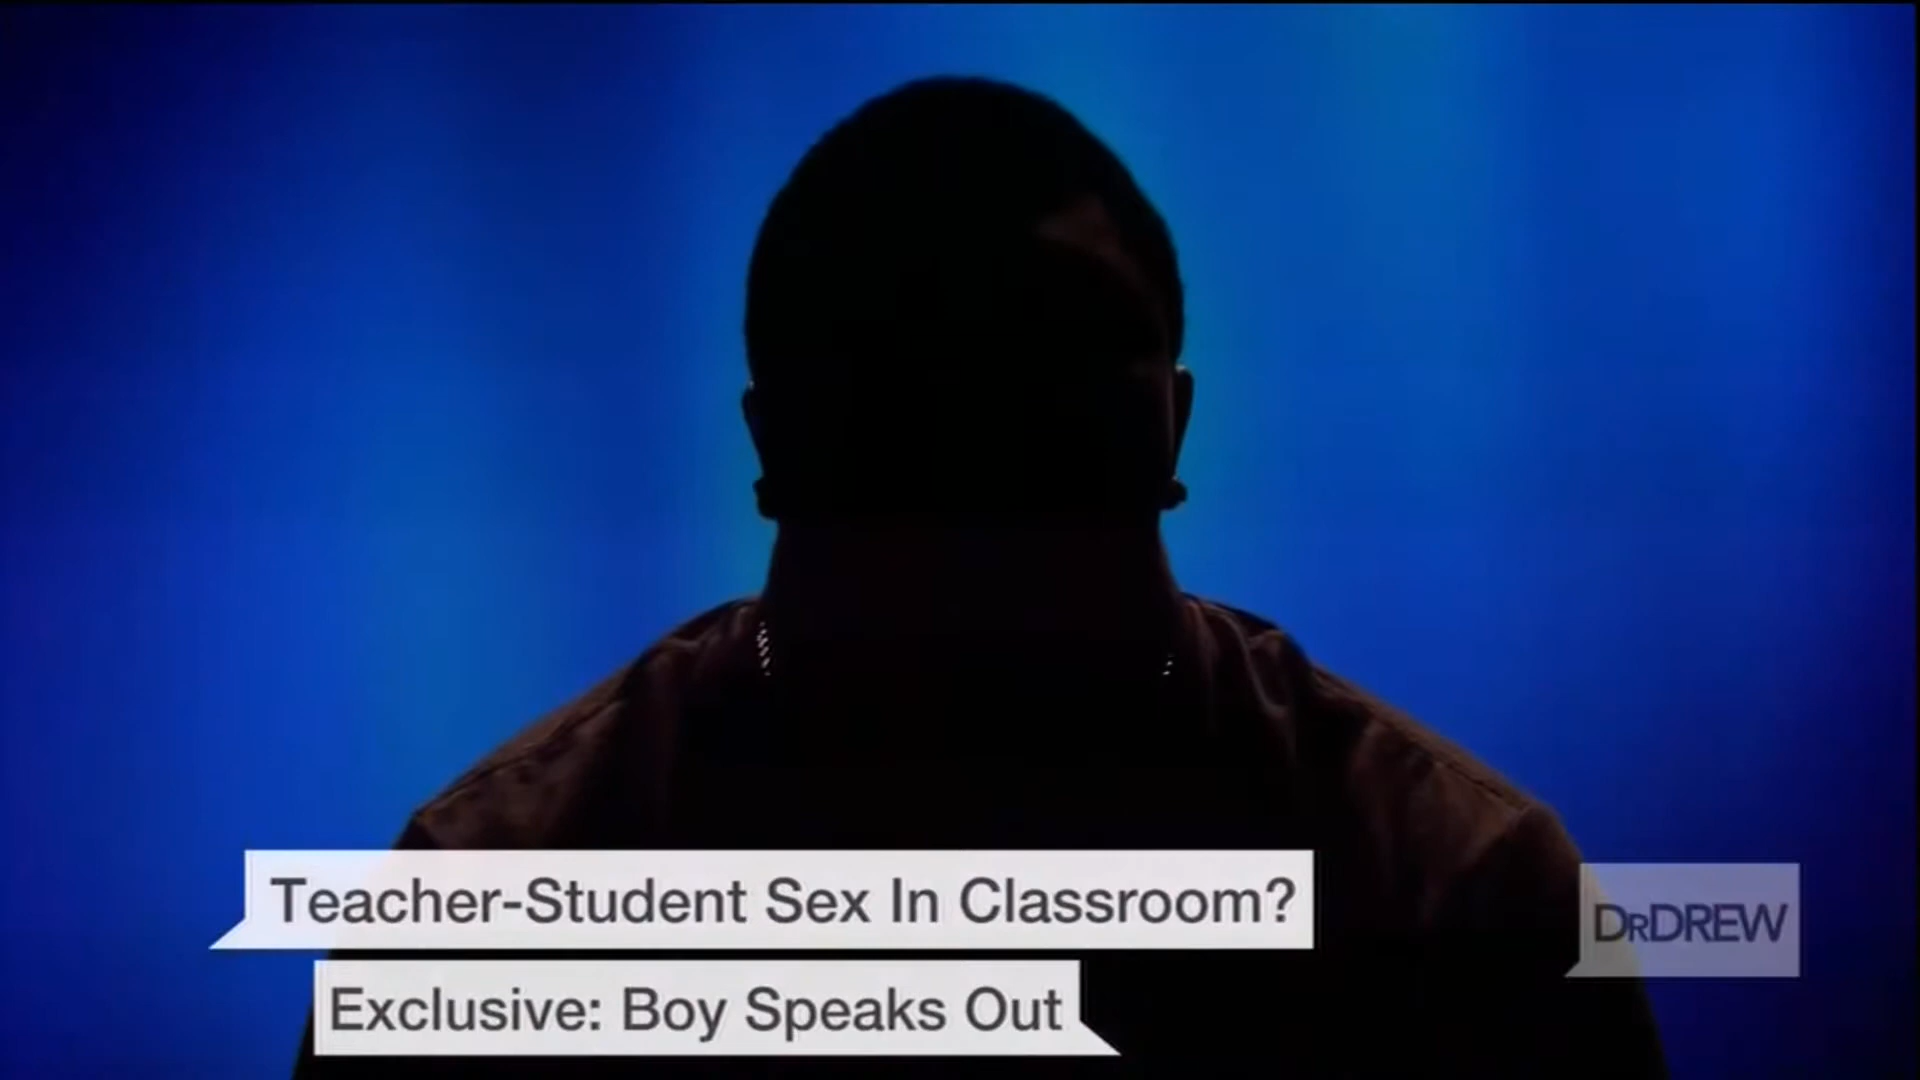 Teacher-Student Sex In Classroom?
DRDREW
Exclusive: Boy Speaks Out